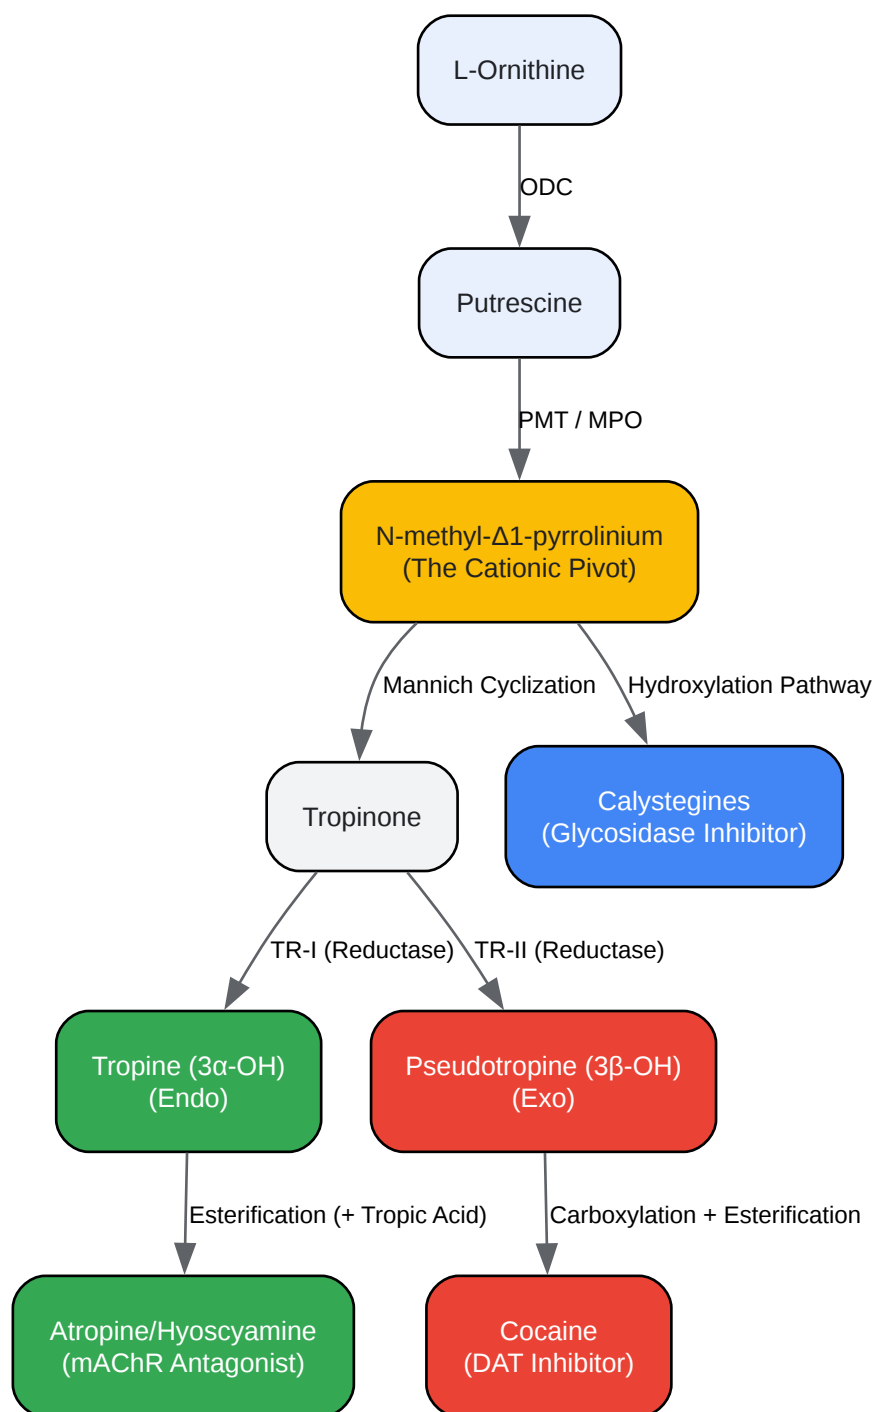 L-Ornithine
ODC
Putrescine
PMT / MPO
N-methyl-Δ1-pyrrolinium
(The Cationic Pivot)
Mannich Cyclization
Hydroxylation Pathway
Tropinone
Calystegines
(Glycosidase Inhibitor)
TR-I (Reductase)
TR-II (Reductase)
Tropine (3α-OH)
(Endo)
Pseudotropine (3β-OH)
(Exo)
Esterification (+ Tropic Acid)
Carboxylation + Esterification
Atropine/Hyoscyamine
(mAChR Antagonist)
Cocaine
(DAT Inhibitor)